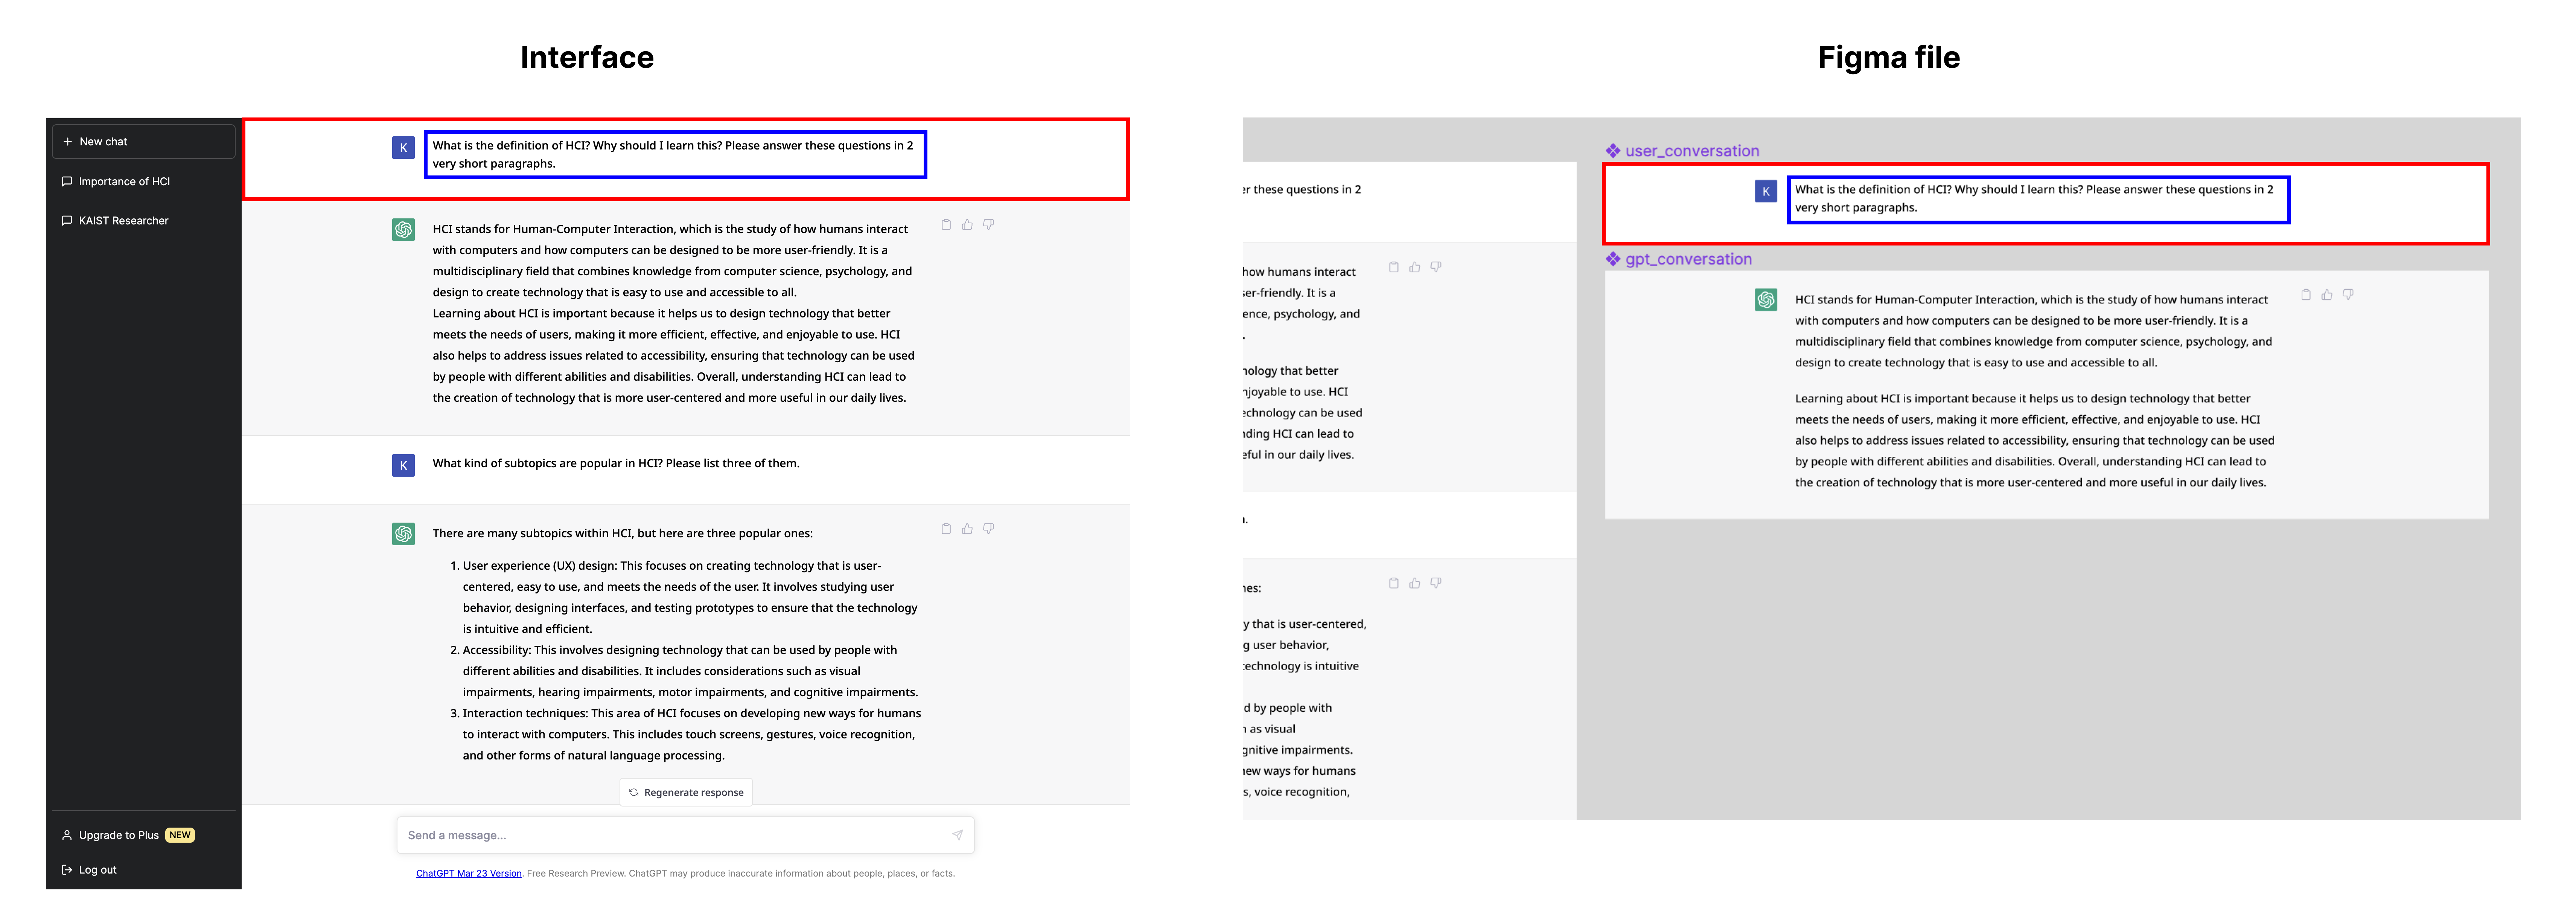 Interface
New chat
Importance of HCI
KAIST Researcher
Upgrade to Plus NEW
Log out
K
What is the definition of HCI? Why should I learn this? Please answer these questions in 2
very short paragraphs.
HCI stands for Human-Computer Interaction, which is the study of how humans interact
with computers and how computers can be designed to be more user-friendly. It is a
multidisciplinary field that combines knowledge from computer science, psychology, and
design to create technology that is easy to use and accessible to all.
Learning about HCI is important because it helps us to design technology that better
meets the needs of users, making it more efficient, effective, and enjoyable to use. HCI
also helps to address issues related to accessibility, ensuring that technology can be used
by people with different abilities and disabilities. Overall, understanding HCI can lead to
the creation of technology that is more user-centered and more useful in our daily lives.
K
What kind of subtopics are popular in HCI? Please list three of them.
There are many subtopics within HCI, but here are three popular ones:
1. User experience (UX) design: This focuses on creating technology that is user-
centered, easy to use, and meets the needs of the user. It involves studying user
behavior, designing interfaces, and testing prototypes to ensure that the technology
is intuitive and efficient.
2. Accessibility: This involves designing technology that can be used by people with
different abilities and disabilities. It includes considerations such as visual
impairments, hearing impairments, motor impairments, and cognitive impairments.
3. Interaction techniques: This area of HCI focuses on developing new ways for humans
to interact with computers. This includes touch screens, gestures, voice recognition,
and other forms of natural language processing.
Regenerate response
Send a message...
ChatGPT Mar 23 Version. Free Research Preview. ChatGPT may produce inaccurate information about people, places, or facts.
Figma file
er these questions in 2
how humans interact
ser-friendly. It is a
ence, psychology, and
.
nology that better
njoyable to use. HCI
echnology can be used
nding HCI can lead to
eful in our daily lives.
n.
nes:
y that is user-centered,
g user behavior,
technology is intuitive
d by people with
n as visual
gnitive impairments.
new ways for humans
s, voice recognition,
user_conversation
K
What is the definition of HCI? Why should I learn this? Please answer these questions in 2
very short paragraphs.
gpt_conversation
HCI stands for Human-Computer Interaction, which is the study of how humans interact
with computers and how computers can be designed to be more user-friendly. It is a
multidisciplinary field that combines knowledge from computer science, psychology, and
design to create technology that is easy to use and accessible to all.
Learning about HCI is important because it helps us to design technology that better
meets the needs of users, making it more efficient, effective, and enjoyable to use. HCI
also helps to address issues related to accessibility, ensuring that technology can be used
by people with different abilities and disabilities. Overall, understanding HCI can lead to
the creation of technology that is more user-centered and more useful in our daily lives.